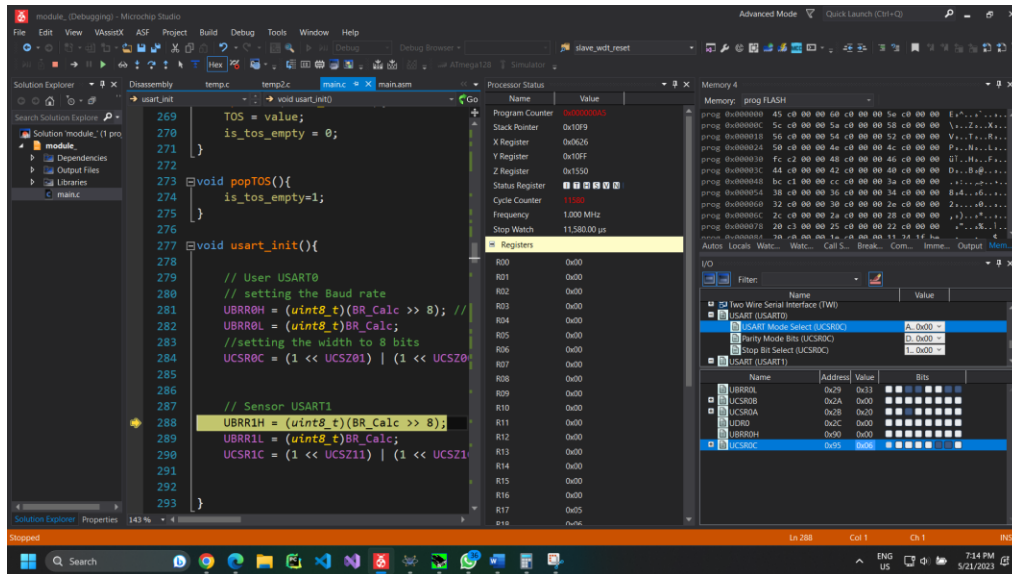 module_ (Debugging) - Microchip Studio
Advanced Mode
Quick Launch (Ctrl+Q)
File Edit View VAssistX ASF Project Build Debug Tools Window Help
Debug
Debug Browser
slave_wdt_reset
Hex
ATmega128
Simulator
Solution Explorer
Search Solution Explorer
Solution 'module_' (1 proj
module_
Dependencies
Output Files
Libraries
main.c
Solution Explorer Properties
Disassembly temp.c temp2.c main.c main.asm
usart_init
void usart_init()
Go
269 TOS = value;
270 is_tos_empty = 0;
271 }
272
273 void popTOS(){
274 is_tos_empty=1;
275 }
276
277 void usart_init(){
278
279 // User USART0
280 // setting the Baud rate
281 UBRR0H = (uint8_t)(BR_Calc >> 8); //
282 UBRR0L = (uint8_t)BR_Calc;
283 //setting the width to 8 bits
284 UCSR0C = (1 << UCSZ01) | (1 << UCSZ0
285
286
287 // Sensor USART1
288 UBRR1H = (uint8_t)(BR_Calc >> 8);
289 UBRR1L = (uint8_t)BR_Calc;
290 UCSR1C = (1 << UCSZ11) | (1 << UCSZ1
291
292
293 }
143 %
Processor Status
Name Value
Program Counter
Stack Pointer 0x10F9
X Register 0x0626
Y Register 0x10FF
Z Register 0x1550
Status Register I T H S V N
Cycle Counter 11580
Frequency 1.000 MHz
Stop Watch 11,580.00 µs
Registers
R00 0x00
R01 0x00
R02 0x00
R03 0x00
R04 0x00
R05 0x00
R06 0x00
R07 0x00
R08 0x00
R09 0x00
R10 0x00
R11 0x00
R12 0x00
R13 0x00
R14 0x00
R15 0x00
R16 0x00
R17 0x05
R18 0x06
Memory 4
Memory: prog FLASH
prog 0x000000 45 c0 00 00 60 c0 00 00 5e c0 00 00
prog 0x00000C 5c c0 00 00 5a c0 00 00 58 c0 00 00
prog 0x000018 56 c0 00 00 54 c0 00 00 52 c0 00 00
prog 0x000024 50 c0 00 00 4e c0 00 00 4c c0 00 00
prog 0x000030 fc c2 00 00 48 c0 00 00 46 c0 00 00
prog 0x00003C 44 c0 00 00 42 c0 00 00 40 c0 00 00
prog 0x000048 bc c1 00 00 cc c0 00 00 3a c0 00 00
prog 0x000054 38 c0 00 00 36 c0 00 00 34 c0 00 00
prog 0x000060 32 c0 00 00 30 c0 00 00 2e c0 00 00
prog 0x00006C 2c c0 00 00 2a c0 00 00 28 c0 00 00
prog 0x000078 20 c3 00 00 25 c0 00 00 22 c0 00 00
Autos Locals Watc... Watc... Call S... Break... Com... Imme... Output Mem...
I/O
Filter:
Name Value
Two Wire Serial Interface (TWI)
USART (USART0)
USART Mode Select (UCSR0C) A.. 0x00
Parity Mode Bits (UCSR0C) D.. 0x00
Stop Bit Select (UCSR0C) 1.. 0x00
USART (USART1)
Name Address Value Bits
UBRR0L 0x29 0x33
UCSR0B 0x2A 0x00
UCSR0A 0x2B 0x20
UDR0 0x2C 0x00
UBRR0H 0x90 0x00
UCSR0C 0x95 0x06
Stopped
Ln 288 Col 1 Ch 1 INS
Search
ENG
US
7:14 PM
5/21/2023